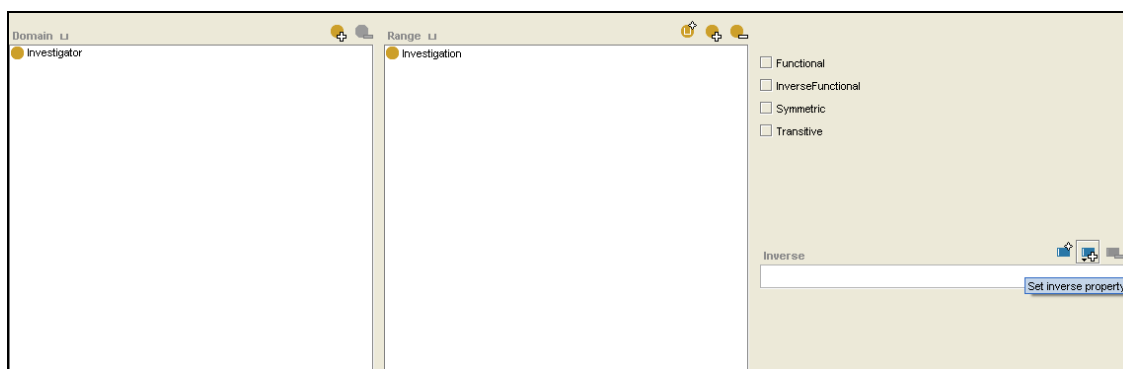 Domain ⊔
Investigator
Range ⊔
Investigation
Functional
InverseFunctional
Symmetric
Transitive
Inverse
Set inverse property